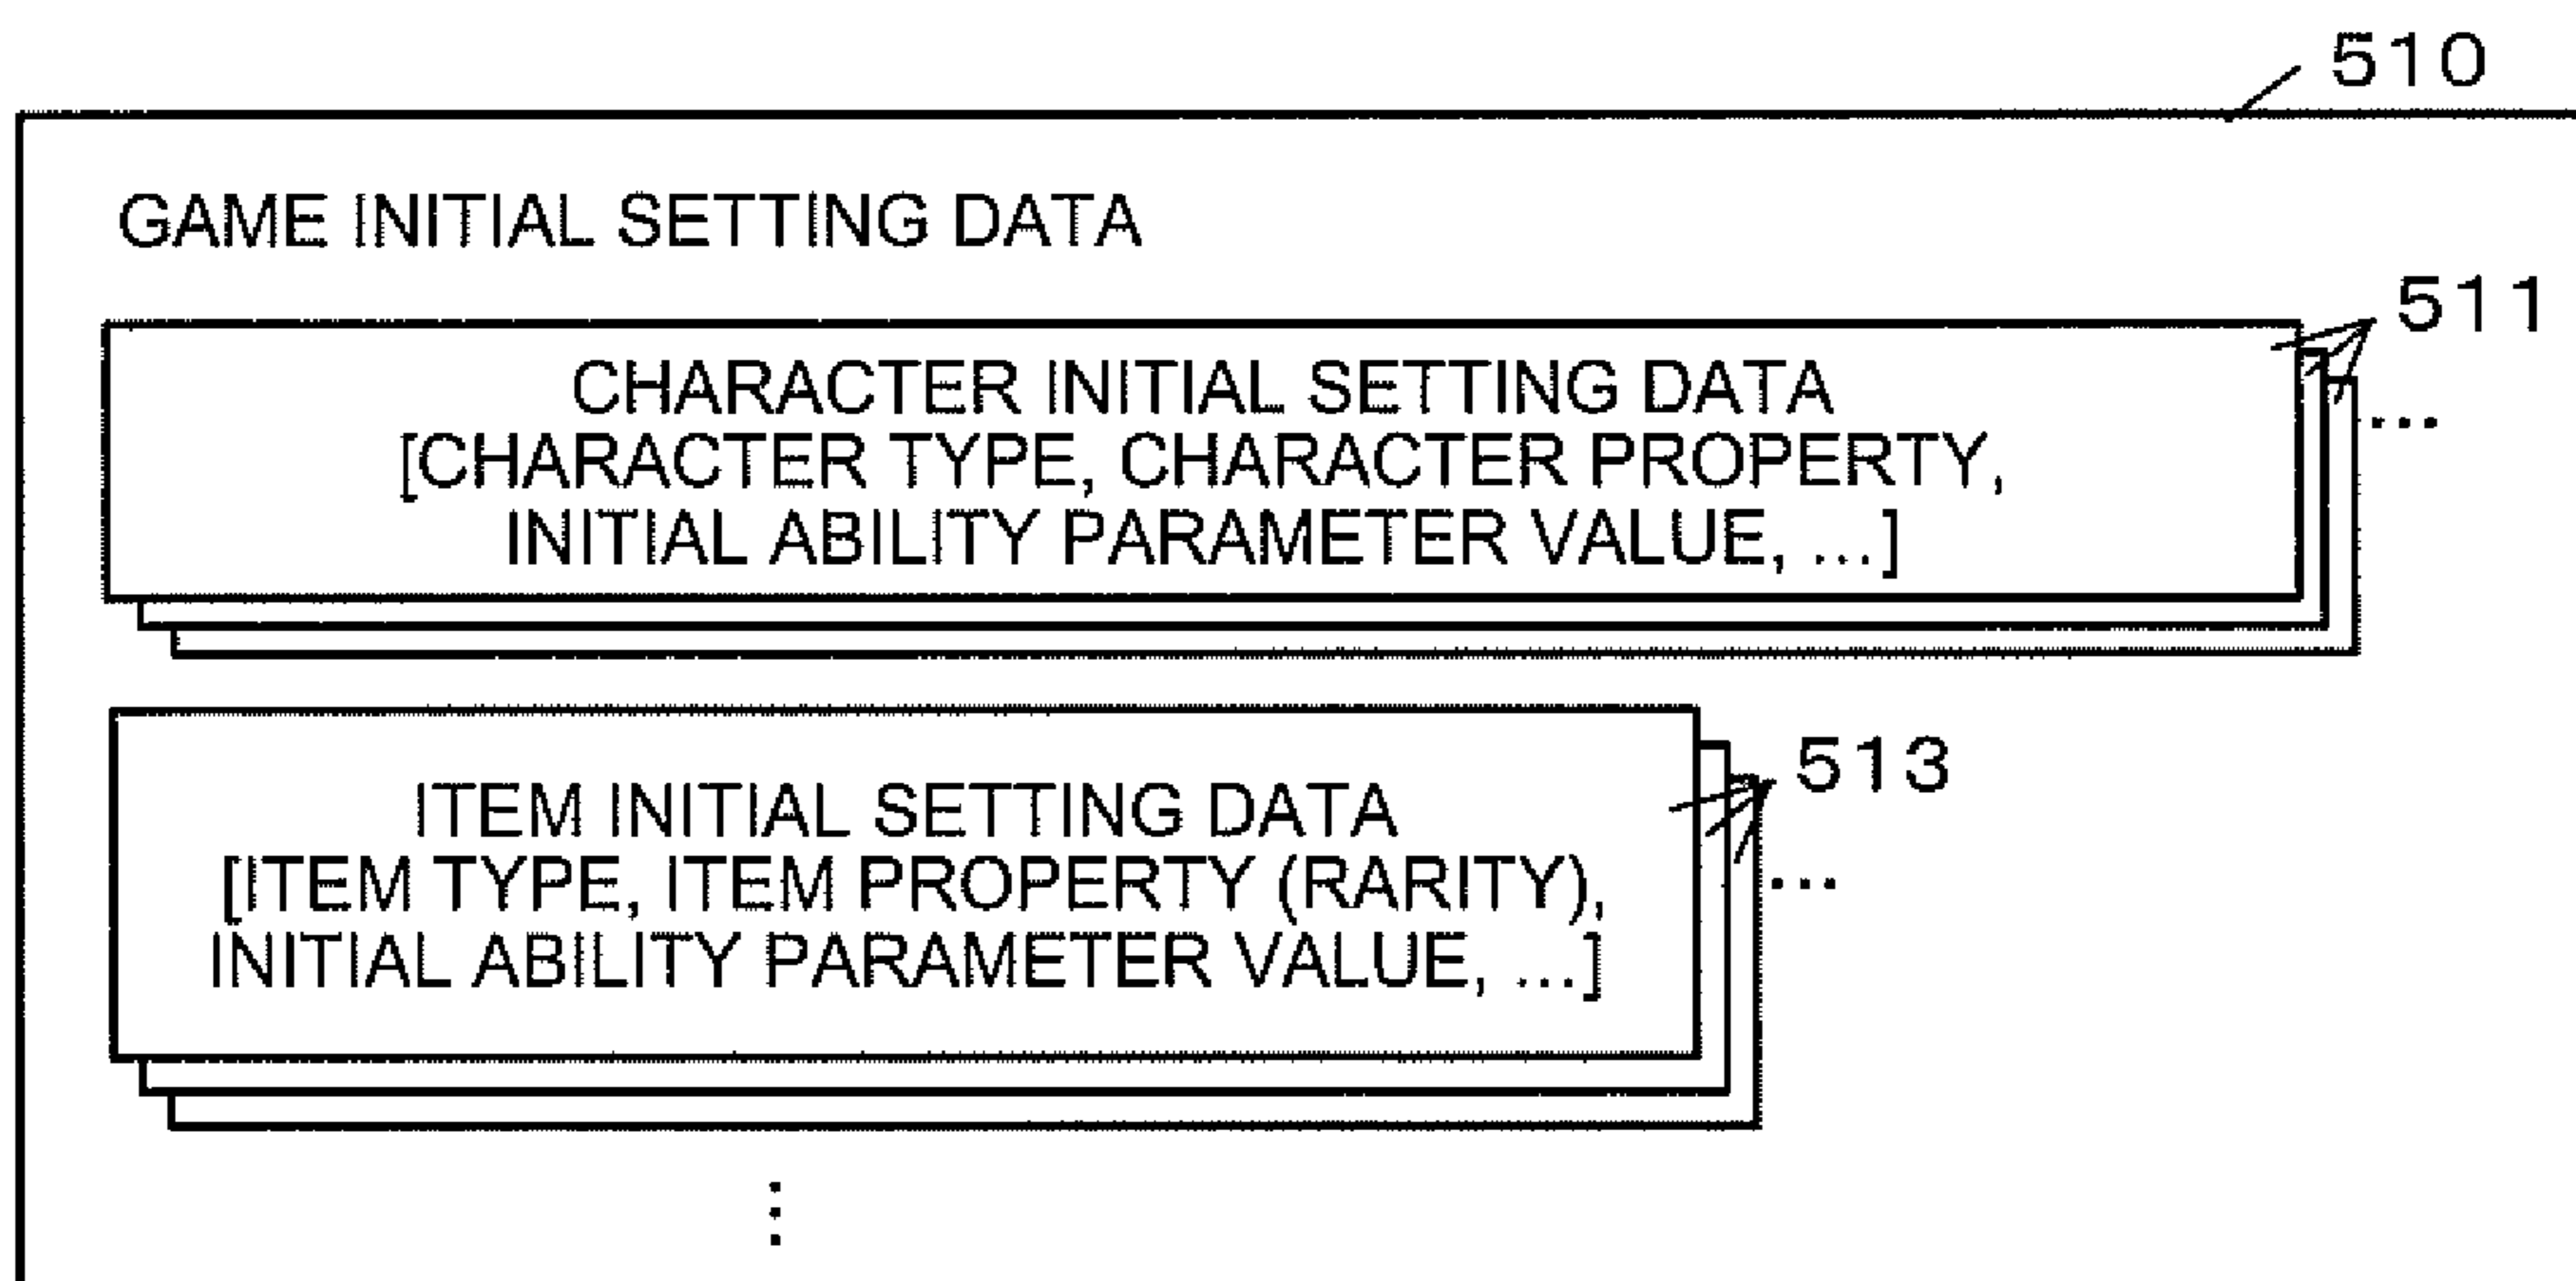 510
GAME INITIAL SETTING DATA
511
CHARACTER INITIAL SETTING DATA
[CHARACTER TYPE, CHARACTER PROPERTY,
INITIAL ABILITY PARAMETER VALUE, ...]
...
513
ITEM INITIAL SETTING DATA
[ITEM TYPE, ITEM PROPERTY (RARITY),
INITIAL ABILITY PARAMETER VALUE, ...]
...
⋮